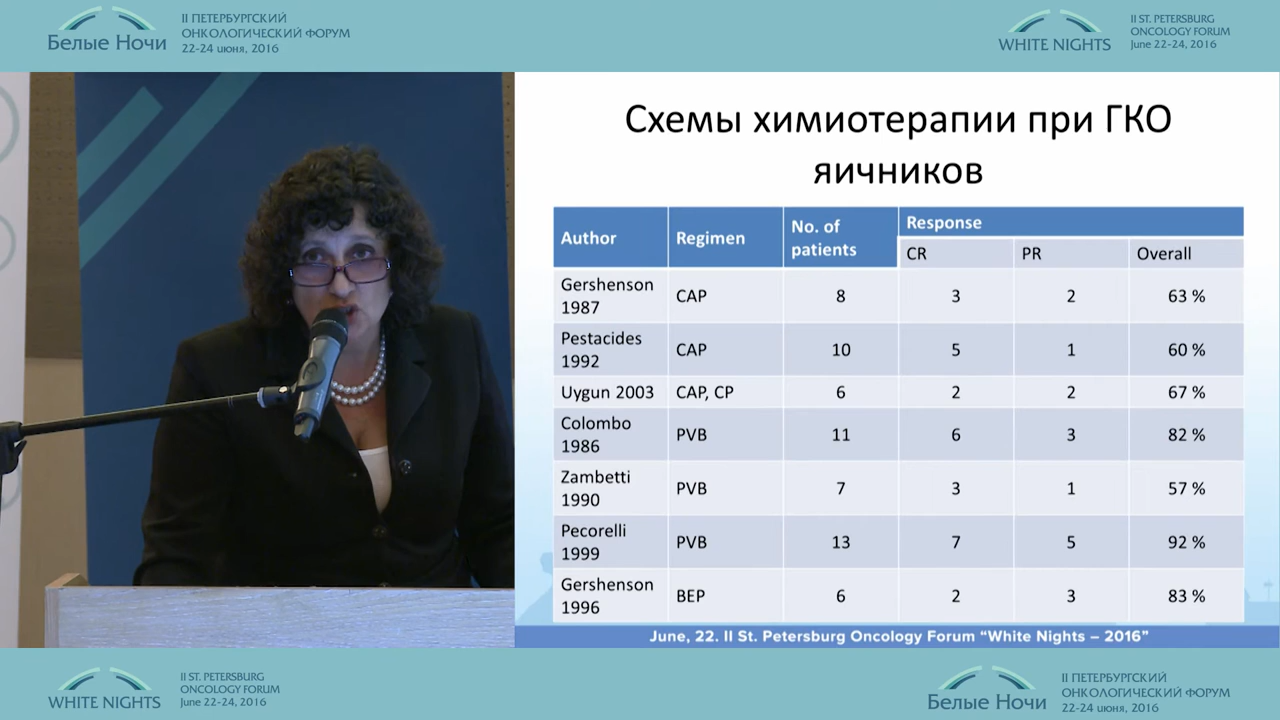 Белые Ночи
II ПЕТЕРБУРГСКИЙ
ОНКОЛОГИЧЕСКИЙ ФОРУМ
22-24 июня, 2016
WHITE NIGHTS
II ST. PETERSBURG
ONCOLOGY FORUM
June 22-24, 2016
Схемы химиотерапии при ГКО
яичников
Author Regimen No. of patients Response
CR PR Overall
Gershenson 1987 CAP 8 3 2 63 %
Pestacides 1992 CAP 10 5 1 60 %
Uygun 2003 CAP, CP 6 2 2 67 %
Colombo 1986 PVB 11 6 3 82 %
Zambetti 1990 PVB 7 3 1 57 %
Pecorelli 1999 PVB 13 7 5 92 %
Gershenson 1996 BEP 6 2 3 83 %
June, 22. II St. Petersburg Oncology Forum “White Nights – 2016”
WHITE NIGHTS
II ST. PETERSBURG
ONCOLOGY FORUM
June 22-24, 2016
Белые Ночи
II ПЕТЕРБУРГСКИЙ
ОНКОЛОГИЧЕСКИЙ ФОРУМ
22-24 июня, 2016